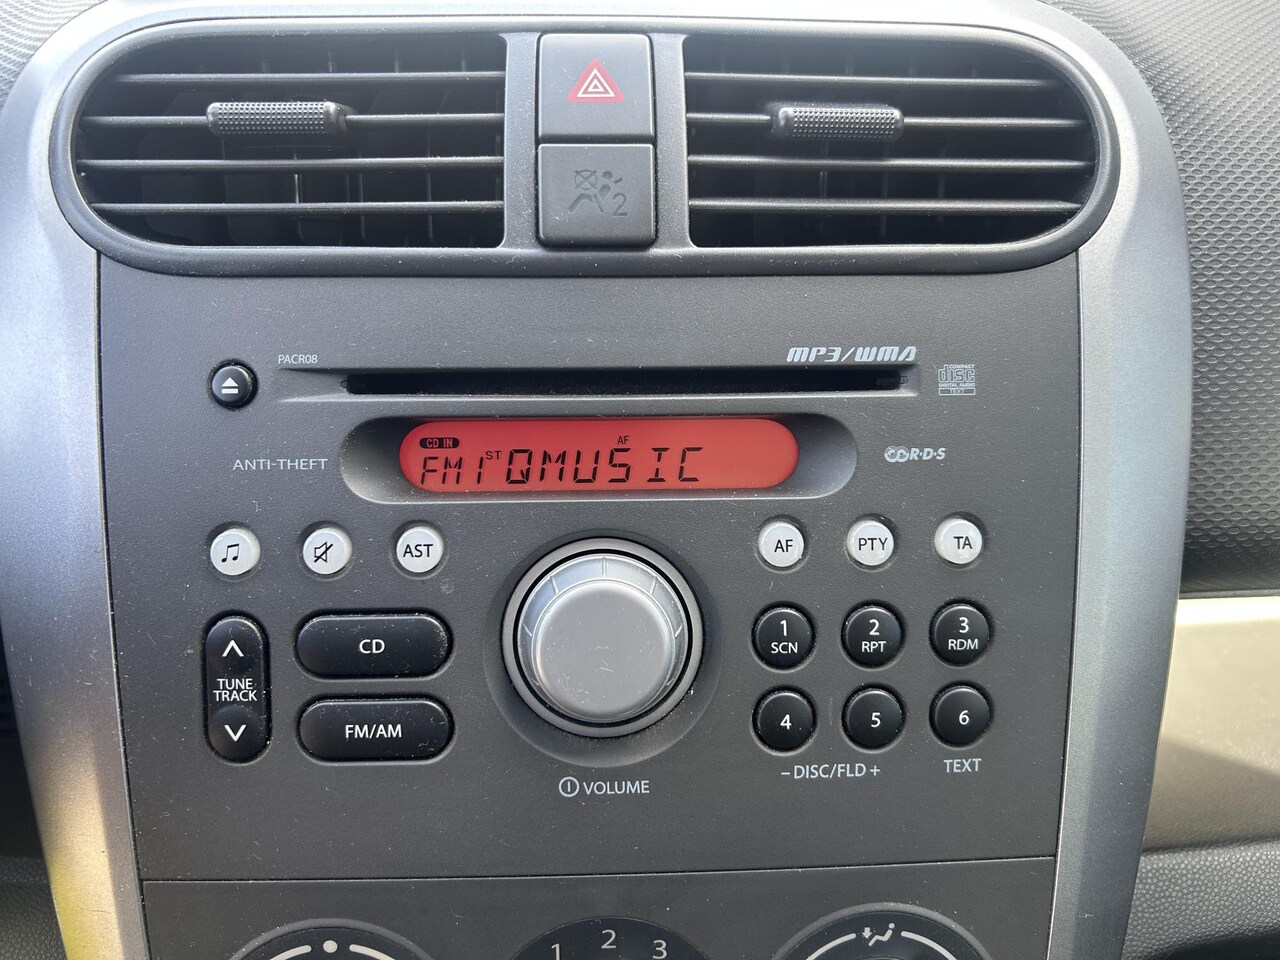 2
PACR08
MP3/WMA
COMPACT
disc
DIGITAL AUDIO
TEXT
CD IN
AF
FM1 ST QMUSIC
ANTI-THEFT
R·D·S
AST
AF
PTY
TA
TUNE
TRACK
CD
FM/AM
1
SCN
2
RPT
3
RDM
4
5
6
– DISC/FLD +
TEXT
VOLUME
1
2
3